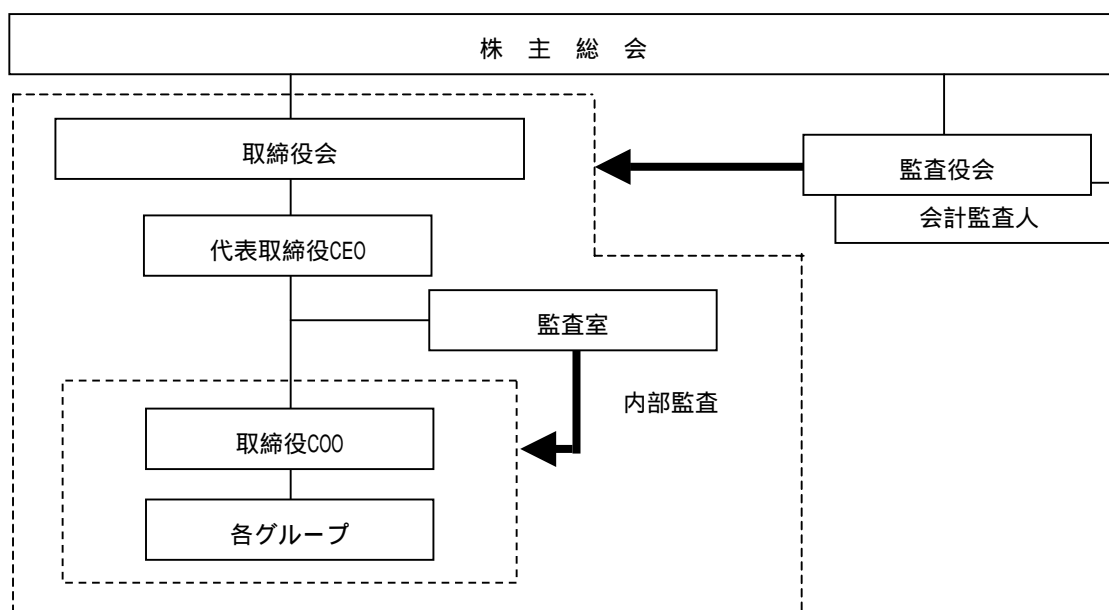 株 主 総 会
取締役会
監査役会
会計監査人
代表取締役CEO
監査室
内部監査
取締役COO
各グループ